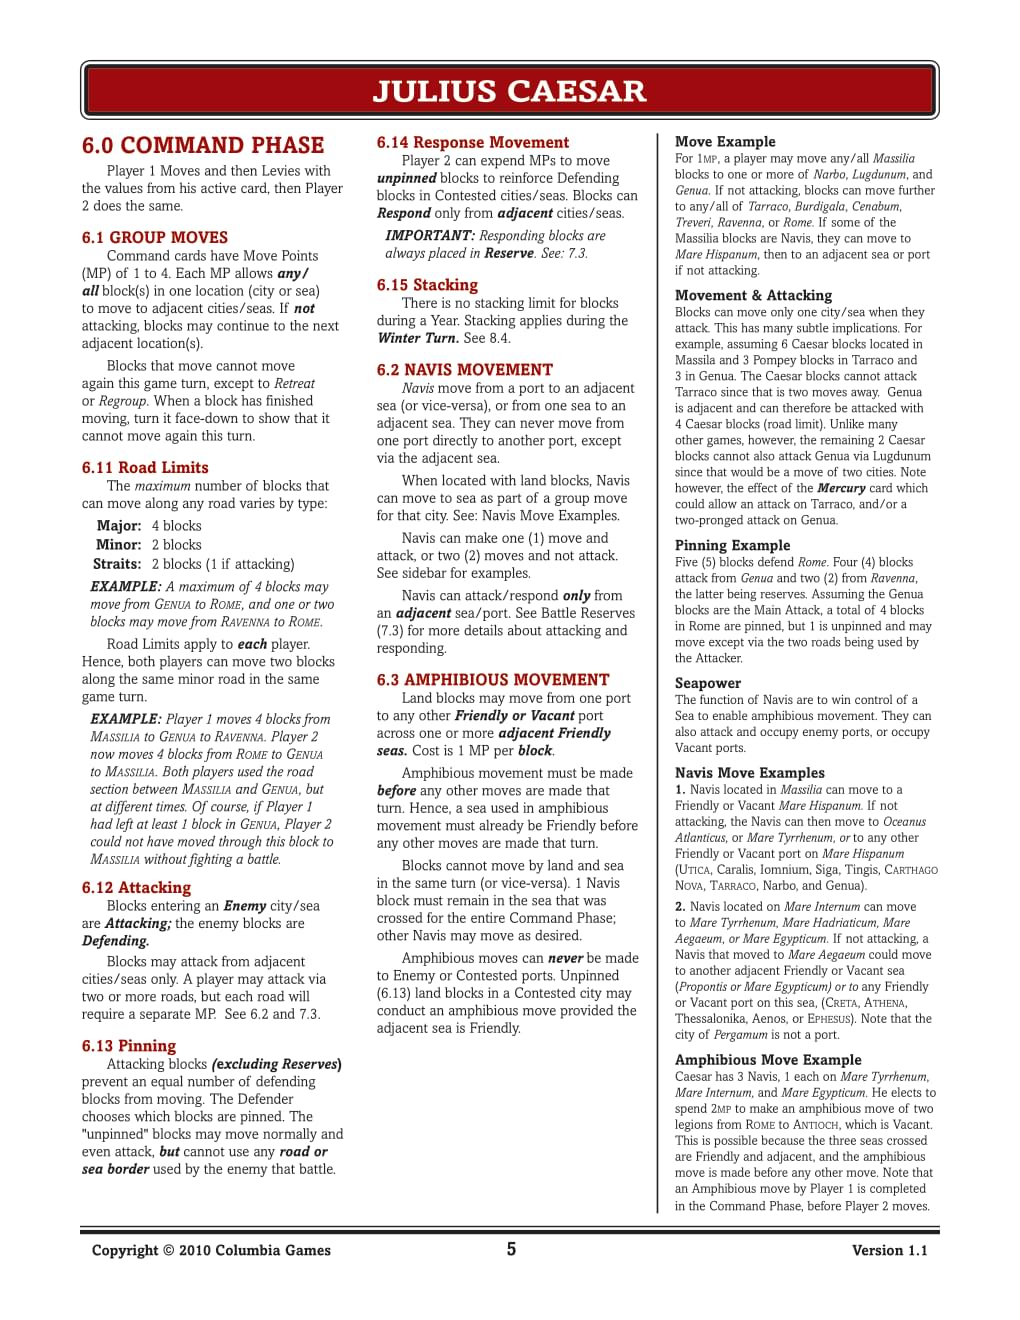 JULIUS CAESAR
6.0 COMMAND PHASE
Player 1 Moves and then Levies with
the values from his active card, then Player
2 does the same.
6.1 GROUP MOVES
Command cards have Move Points
(MP) of 1 to 4. Each MP allows any/
all block(s) in one location (city or sea)
to move to adjacent cities/seas. If not
attacking, blocks may continue to the next
adjacent location(s).
Blocks that move cannot move
again this game turn, except to Retreat
or Regroup. When a block has finished
moving, turn it face-down to show that it
cannot move again this turn.
6.11 Road Limits
The maximum number of blocks that
can move along any road varies by type:
Major: 4 blocks
Minor: 2 blocks
Straits: 2 blocks (1 if attacking)
EXAMPLE: A maximum of 4 blocks may
move from GENUA to ROME, and one or two
blocks may move from RAVENNA to ROME.
Road Limits apply to each player.
Hence, both players can move two blocks
along the same minor road in the same
game turn.
EXAMPLE: Player 1 moves 4 blocks from
MASSILIA to GENUA to RAVENNA. Player 2
now moves 4 blocks from ROME to GENUA
to MASSILIA. Both players used the road
section between MASSILIA and GENUA, but
at different times. Of course, if Player 1
had left at least 1 block in GENUA, Player 2
could not have moved through this block to
MASSILIA without fighting a battle.
6.12 Attacking
Blocks entering an Enemy city/sea
are Attacking; the enemy blocks are
Defending.
Blocks may attack from adjacent
cities/seas only. A player may attack via
two or more roads, but each road will
require a separate MP. See 6.2 and 7.3.
6.13 Pinning
Attacking blocks (excluding Reserves)
prevent an equal number of defending
blocks from moving. The Defender
chooses which blocks are pinned. The
"unpinned" blocks may move normally and
even attack, but cannot use any road or
sea border used by the enemy that battle.
6.14 Response Movement
Player 2 can expend MPs to move
unpinned blocks to reinforce Defending
blocks in Contested cities/seas. Blocks can
Respond only from adjacent cities/seas.
IMPORTANT: Responding blocks are
always placed in Reserve. See: 7.3.
6.15 Stacking
There is no stacking limit for blocks
during a Year. Stacking applies during the
Winter Turn. See 8.4.
6.2 NAVIS MOVEMENT
Navis move from a port to an adjacent
sea (or vice-versa), or from one sea to an
adjacent sea. They can never move from
one port directly to another port, except
via the adjacent sea.
When located with land blocks, Navis
can move to sea as part of a group move
for that city. See: Navis Move Examples.
Navis can make one (1) move and
attack, or two (2) moves and not attack.
See sidebar for examples.
Navis can attack/respond only from
an adjacent sea/port. See Battle Reserves
(7.3) for more details about attacking and
responding.
6.3 AMPHIBIOUS MOVEMENT
Land blocks may move from one port
to any other Friendly or Vacant port
across one or more adjacent Friendly
seas. Cost is 1 MP per block.
Amphibious movement must be made
before any other moves are made that
turn. Hence, a sea used in amphibious
movement must already be Friendly before
any other moves are made that turn.
Blocks cannot move by land and sea
in the same turn (or vice-versa). 1 Navis
block must remain in the sea that was
crossed for the entire Command Phase;
other Navis may move as desired.
Amphibious moves can never be made
to Enemy or Contested ports. Unpinned
(6.13) land blocks in a Contested city may
conduct an amphibious move provided the
adjacent sea is Friendly.
Move Example
For 1MP, a player may move any/all Massilia
blocks to one or more of Narbo, Lugdunum, and
Genua. If not attacking, blocks can move further
to any/all of Tarraco, Burdigala, Cenabum,
Treveri, Ravenna, or Rome. If some of the
Massilia blocks are Navis, they can move to
Mare Hispanum, then to an adjacent sea or port
if not attacking.
Movement & Attacking
Blocks can move only one city/sea when they
attack. This has many subtle implications. For
example, assuming 6 Caesar blocks located in
Massila and 3 Pompey blocks in Tarraco and
3 in Genua. The Caesar blocks cannot attack
Tarraco since that is two moves away. Genua
is adjacent and can therefore be attacked with
4 Caesar blocks (road limit). Unlike many
other games, however, the remaining 2 Caesar
blocks cannot also attack Genua via Lugdunum
since that would be a move of two cities. Note
however, the effect of the Mercury card which
could allow an attack on Tarraco, and/or a
two-pronged attack on Genua.
Pinning Example
Five (5) blocks defend Rome. Four (4) blocks
attack from Genua and two (2) from Ravenna,
the latter being reserves. Assuming the Genua
blocks are the Main Attack, a total of 4 blocks
in Rome are pinned, but 1 is unpinned and may
move except via the two roads being used by
the Attacker.
Seapower
The function of Navis are to win control of a
Sea to enable amphibious movement. They can
also attack and occupy enemy ports, or occupy
Vacant ports.
Navis Move Examples
1. Navis located in Massilia can move to a
Friendly or Vacant Mare Hispanum. If not
attacking, the Navis can then move to Oceanus
Atlanticus, or Mare Tyrrhenum, or to any other
Friendly or Vacant port on Mare Hispanum
(UTICA, Caralis, Iomnium, Siga, Tingis, CARTHAGO
NOVA, TARRACO, Narbo, and Genua).
2. Navis located on Mare Internum can move
to Mare Tyrrhenum, Mare Hadriaticum, Mare
Aegaeum, or Mare Egypticum. If not attacking, a
Navis that moved to Mare Aegaeum could move
to another adjacent Friendly or Vacant sea
(Propontis or Mare Egypticum) or to any Friendly
or Vacant port on this sea, (CRETA, ATHENA,
Thessalonika, Aenos, or EPHESUS). Note that the
city of Pergamum is not a port.
Amphibious Move Example
Caesar has 3 Navis, 1 each on Mare Tyrrhenum,
Mare Internum, and Mare Egypticum. He elects to
spend 2MP to make an amphibious move of two
legions from ROME to ANTIOCH, which is Vacant.
This is possible because the three seas crossed
are Friendly and adjacent, and the amphibious
move is made before any other move. Note that
an Amphibious move by Player 1 is completed
in the Command Phase, before Player 2 moves.
Copyright © 2010 Columbia Games
5
Version 1.1